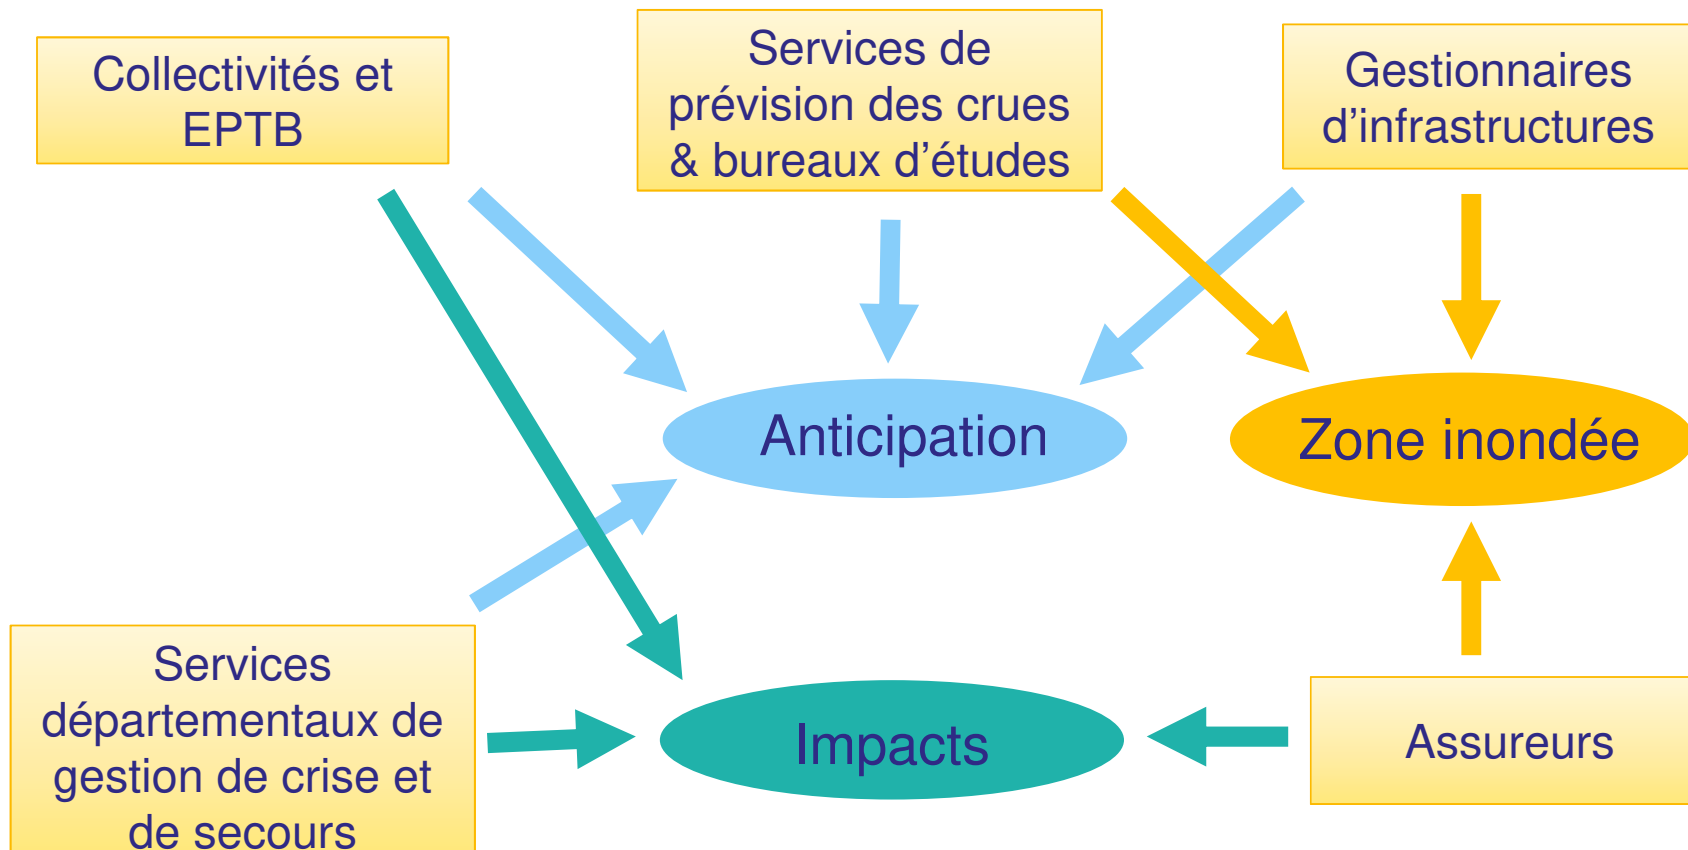 Collectivités et
EPTB
Services de
prévision des crues
& bureaux d’études
Gestionnaires
d’infrastructures
Anticipation
Zone inondée
Services
départementaux de
gestion de crise et
de secours
Impacts
Assureurs